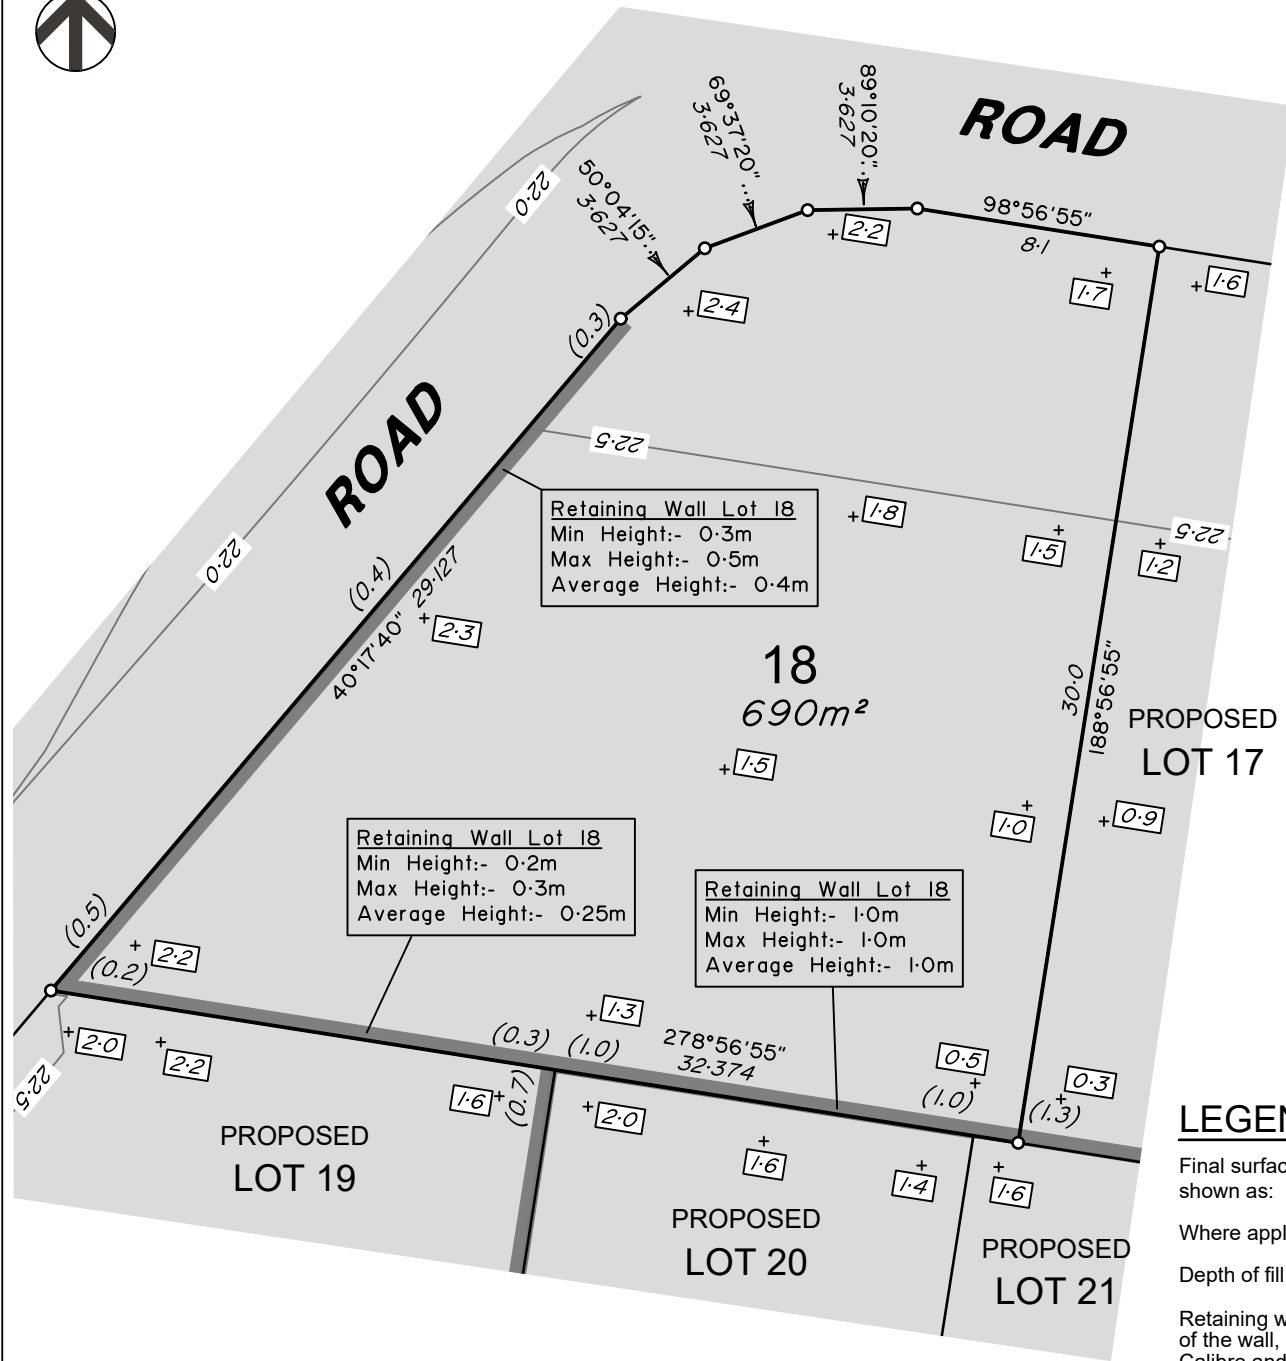 ROAD
89°10'20"
3·627
69°37'20"
3·627
50°04'15"
3·627
98°56'55"
8·1
22·0
2·2
1·7
1·6
2·4
(0.3)
ROAD
22·5
Retaining Wall Lot 18
Min Height:- 0·3m
Max Height:- 0·5m
Average Height:- 0·4m
1·8
1·5
22·5
1·2
22·0
(0.4)
40°17'40" 29·127
2·3
18
690m²
30·0
188°56'55"
PROPOSED
LOT 17
1·5
1·0
0·9
Retaining Wall Lot 18
Min Height:- 0·2m
Max Height:- 0·3m
Average Height:- 0·25m
Retaining Wall Lot 18
Min Height:- 1·0m
Max Height:- 1·0m
Average Height:- 1·0m
(0.5)
(0.2)
2·2
2·0
2·2
22·5
1·3
(0.3)
(1.0)
278°56'55"
32·374
0·5
(1.0)
0·3
(1.3)
1·6
(0.7)
2·0
1·6
1·4
1·6
PROPOSED
LOT 19
PROPOSED
LOT 20
PROPOSED
LOT 21
LEGEN
Final surfac
shown as:
Where appl
Depth of fill
Retaining w
of the wall,
Calibre and